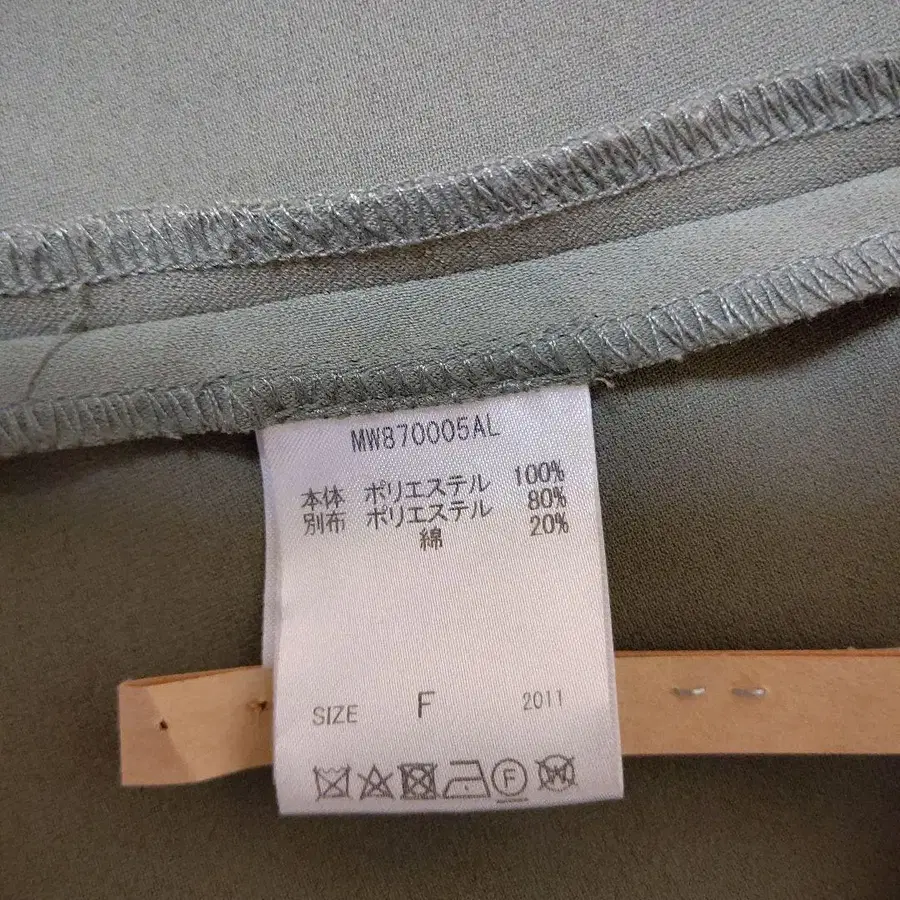 MW870005AL
本体 ポリエステル 100%
別布 ポリエステル 80%
綿 20%
SIZE F 2011
F W